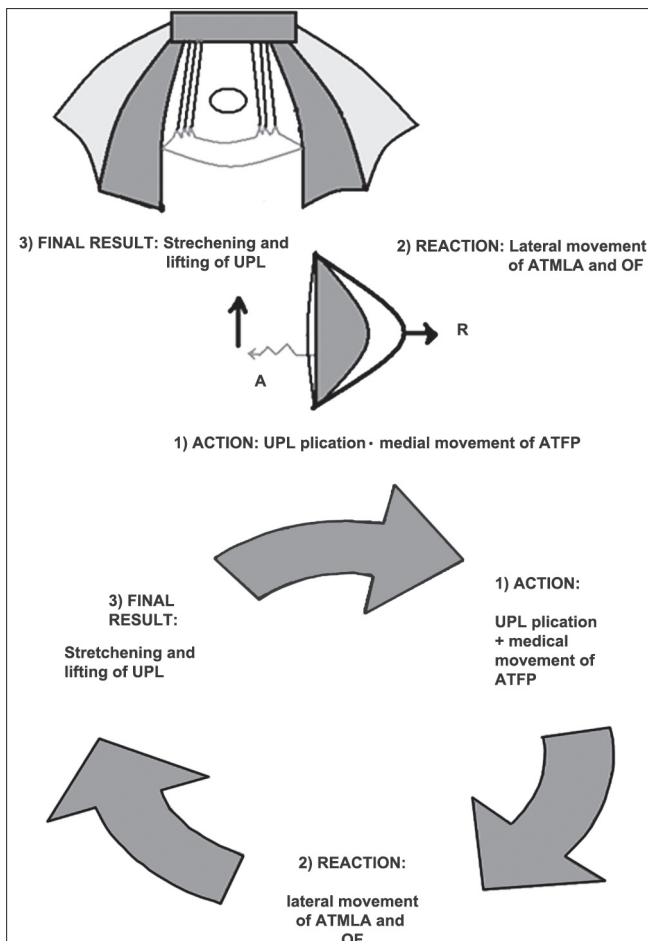 3) FINAL RESULT: Strechening and
lifting of UPL
2) REACTION: Lateral movement
of ATMLA and OF
R
A
1) ACTION: UPL plication · medial movement of ATFP
1) ACTION:
UPL plication
+ medical
movement of
ATFP
3) FINAL
RESULT:
Stretchening and
lifting of UPL
2) REACTION:
lateral movement
of ATMLA and
OF